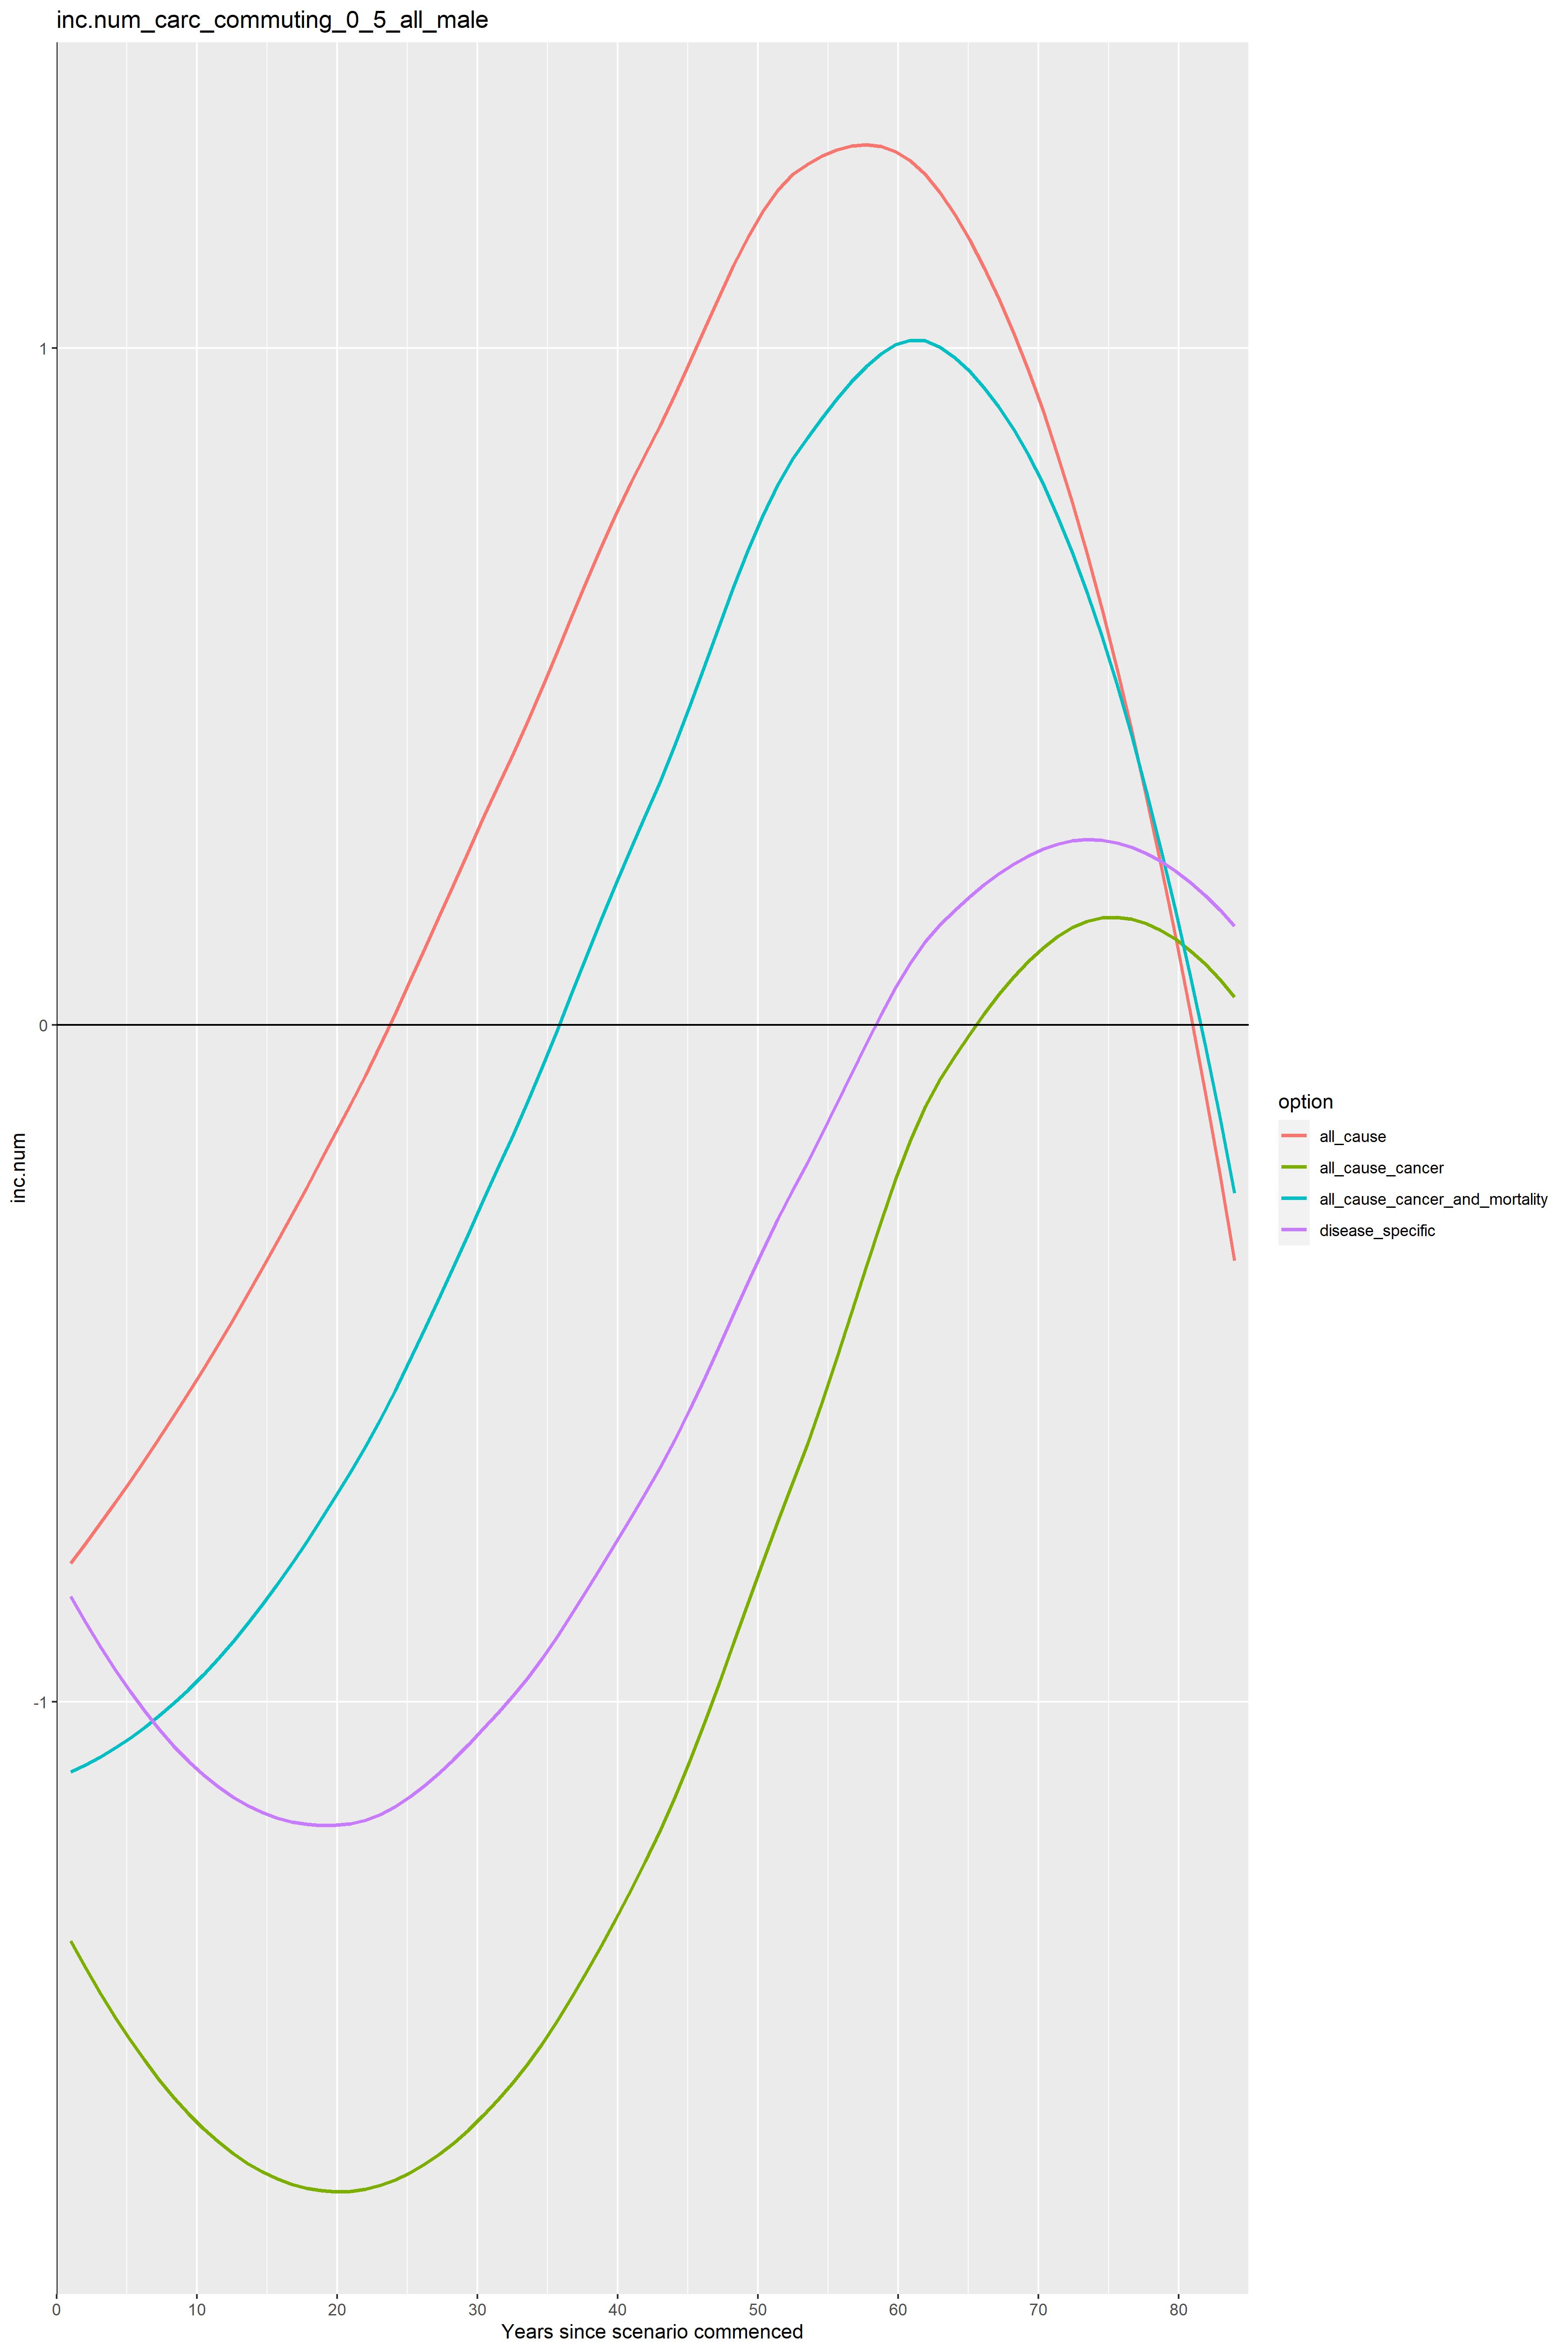 inc.num_carc_commuting_0_5_all_male
inc.num
1
0
-1
0 10 20 30 40 50 60 70 80
Years since scenario commenced
option
all_cause
all_cause_cancer
all_cause_cancer_and_mortality
disease_specific